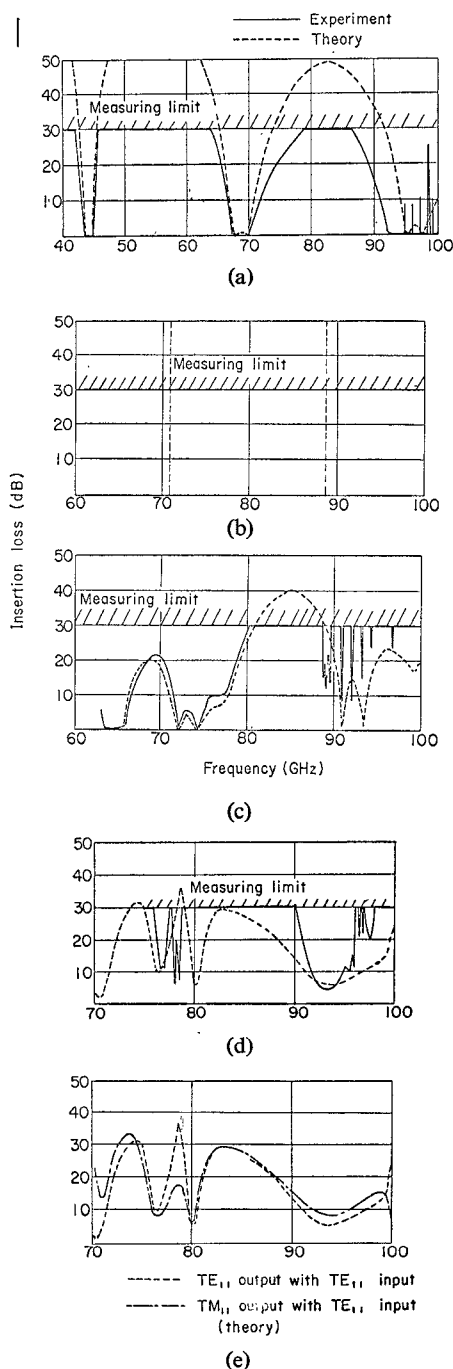 Experiment
Theory
50
40
Measuring limit
30
20
10
40 50 60 70 80 90 100
(a)
50
40
Measuring limit
30
20
10
60 70 80 90 100
(b)
Insertion loss (dB)
50
40
Measuring limit
30
20
10
60 70 80 90 100
Frequency (GHz)
(c)
50
40
Measuring limit
30
20
10
70 80 90 100
(d)
50
40
30
20
10
70 80 90 100
TE₁₁ output with TE₁₁ input
TM₁₁ output with TE₁₁ input
(theory)
(e)